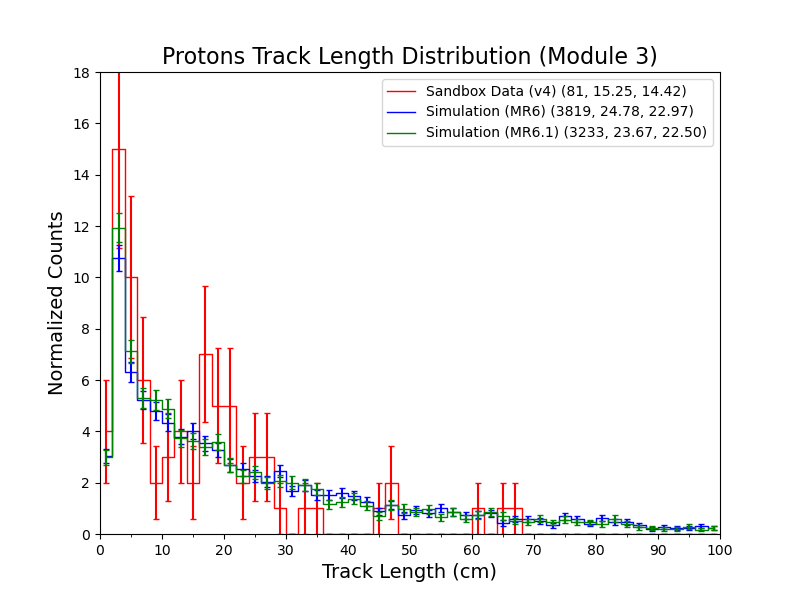 Protons Track Length Distribution (Module 3)
Sandbox Data (v4) (81, 15.25, 14.42)
Simulation (MR6) (3819, 24.78, 22.97)
Simulation (MR6.1) (3233, 23.67, 22.50)
Normalized Counts
18
16
14
12
10
8
6
4
2
0
0 10 20 30 40 50 60 70 80 90 100
Track Length (cm)